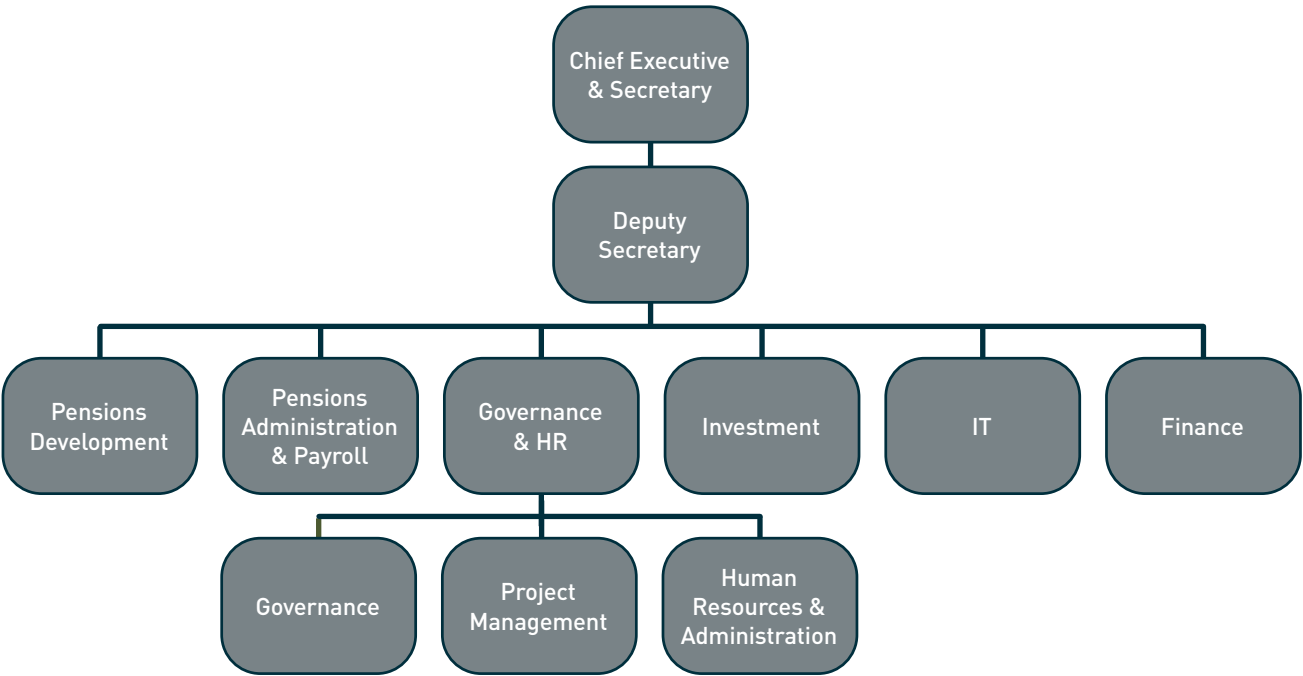 Chief Executive
& Secretary
Deputy
Secretary
Pensions
Development
Pensions
Administration
& Payroll
Governance
& HR
Investment
IT
Finance
Governance
Project
Management
Human
Resources &
Administration